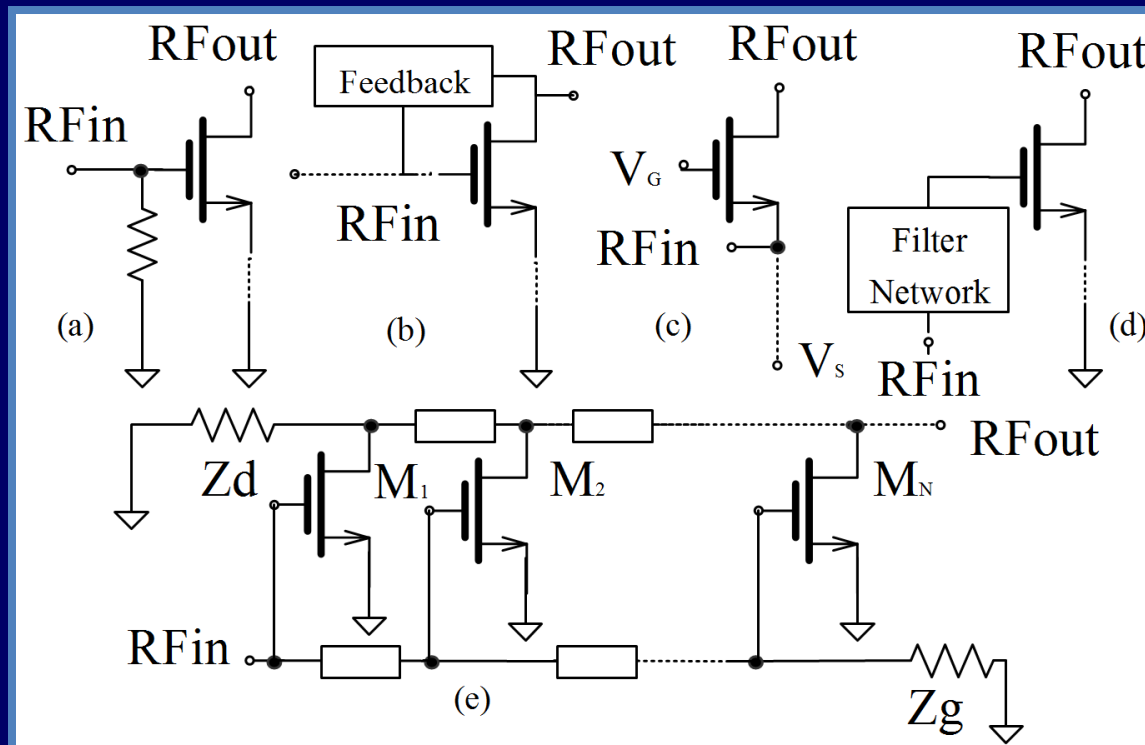 RFout
RFin
(a)
Feedback
RFout
RFin
(b)
RFout
VG
RFin
(c)
VS
RFout
Filter
Network
RFin
(d)
Zd
M1
M2
MN
RFout
RFin
(e)
Zg